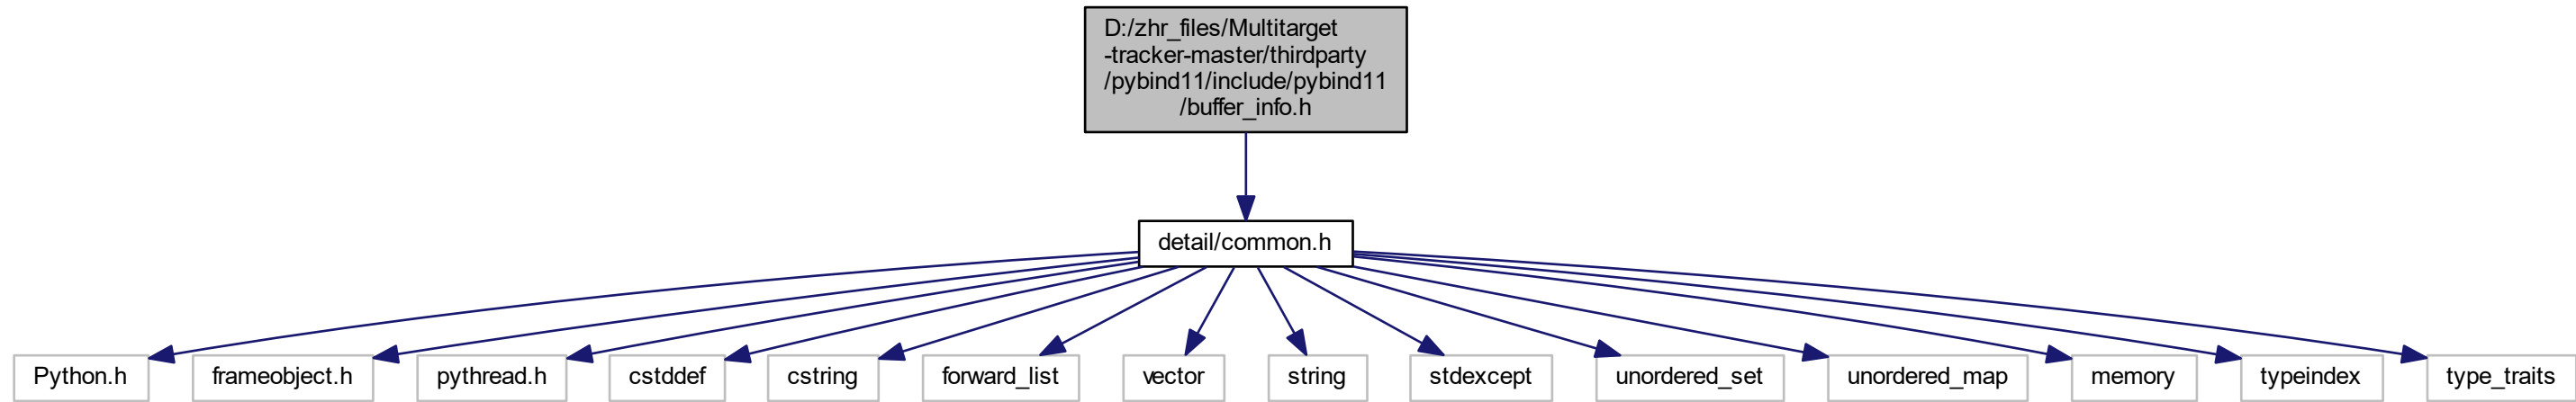 D:/zhr_files/Multitarget
-tracker-master/thirdparty
/pybind11/include/pybind11
/buffer_info.h
detail/common.h
Python.h
frameobject.h
pythread.h
cstddef
cstring
forward_list
vector
string
stdexcept
unordered_set
unordered_map
memory
typeindex
type_traits